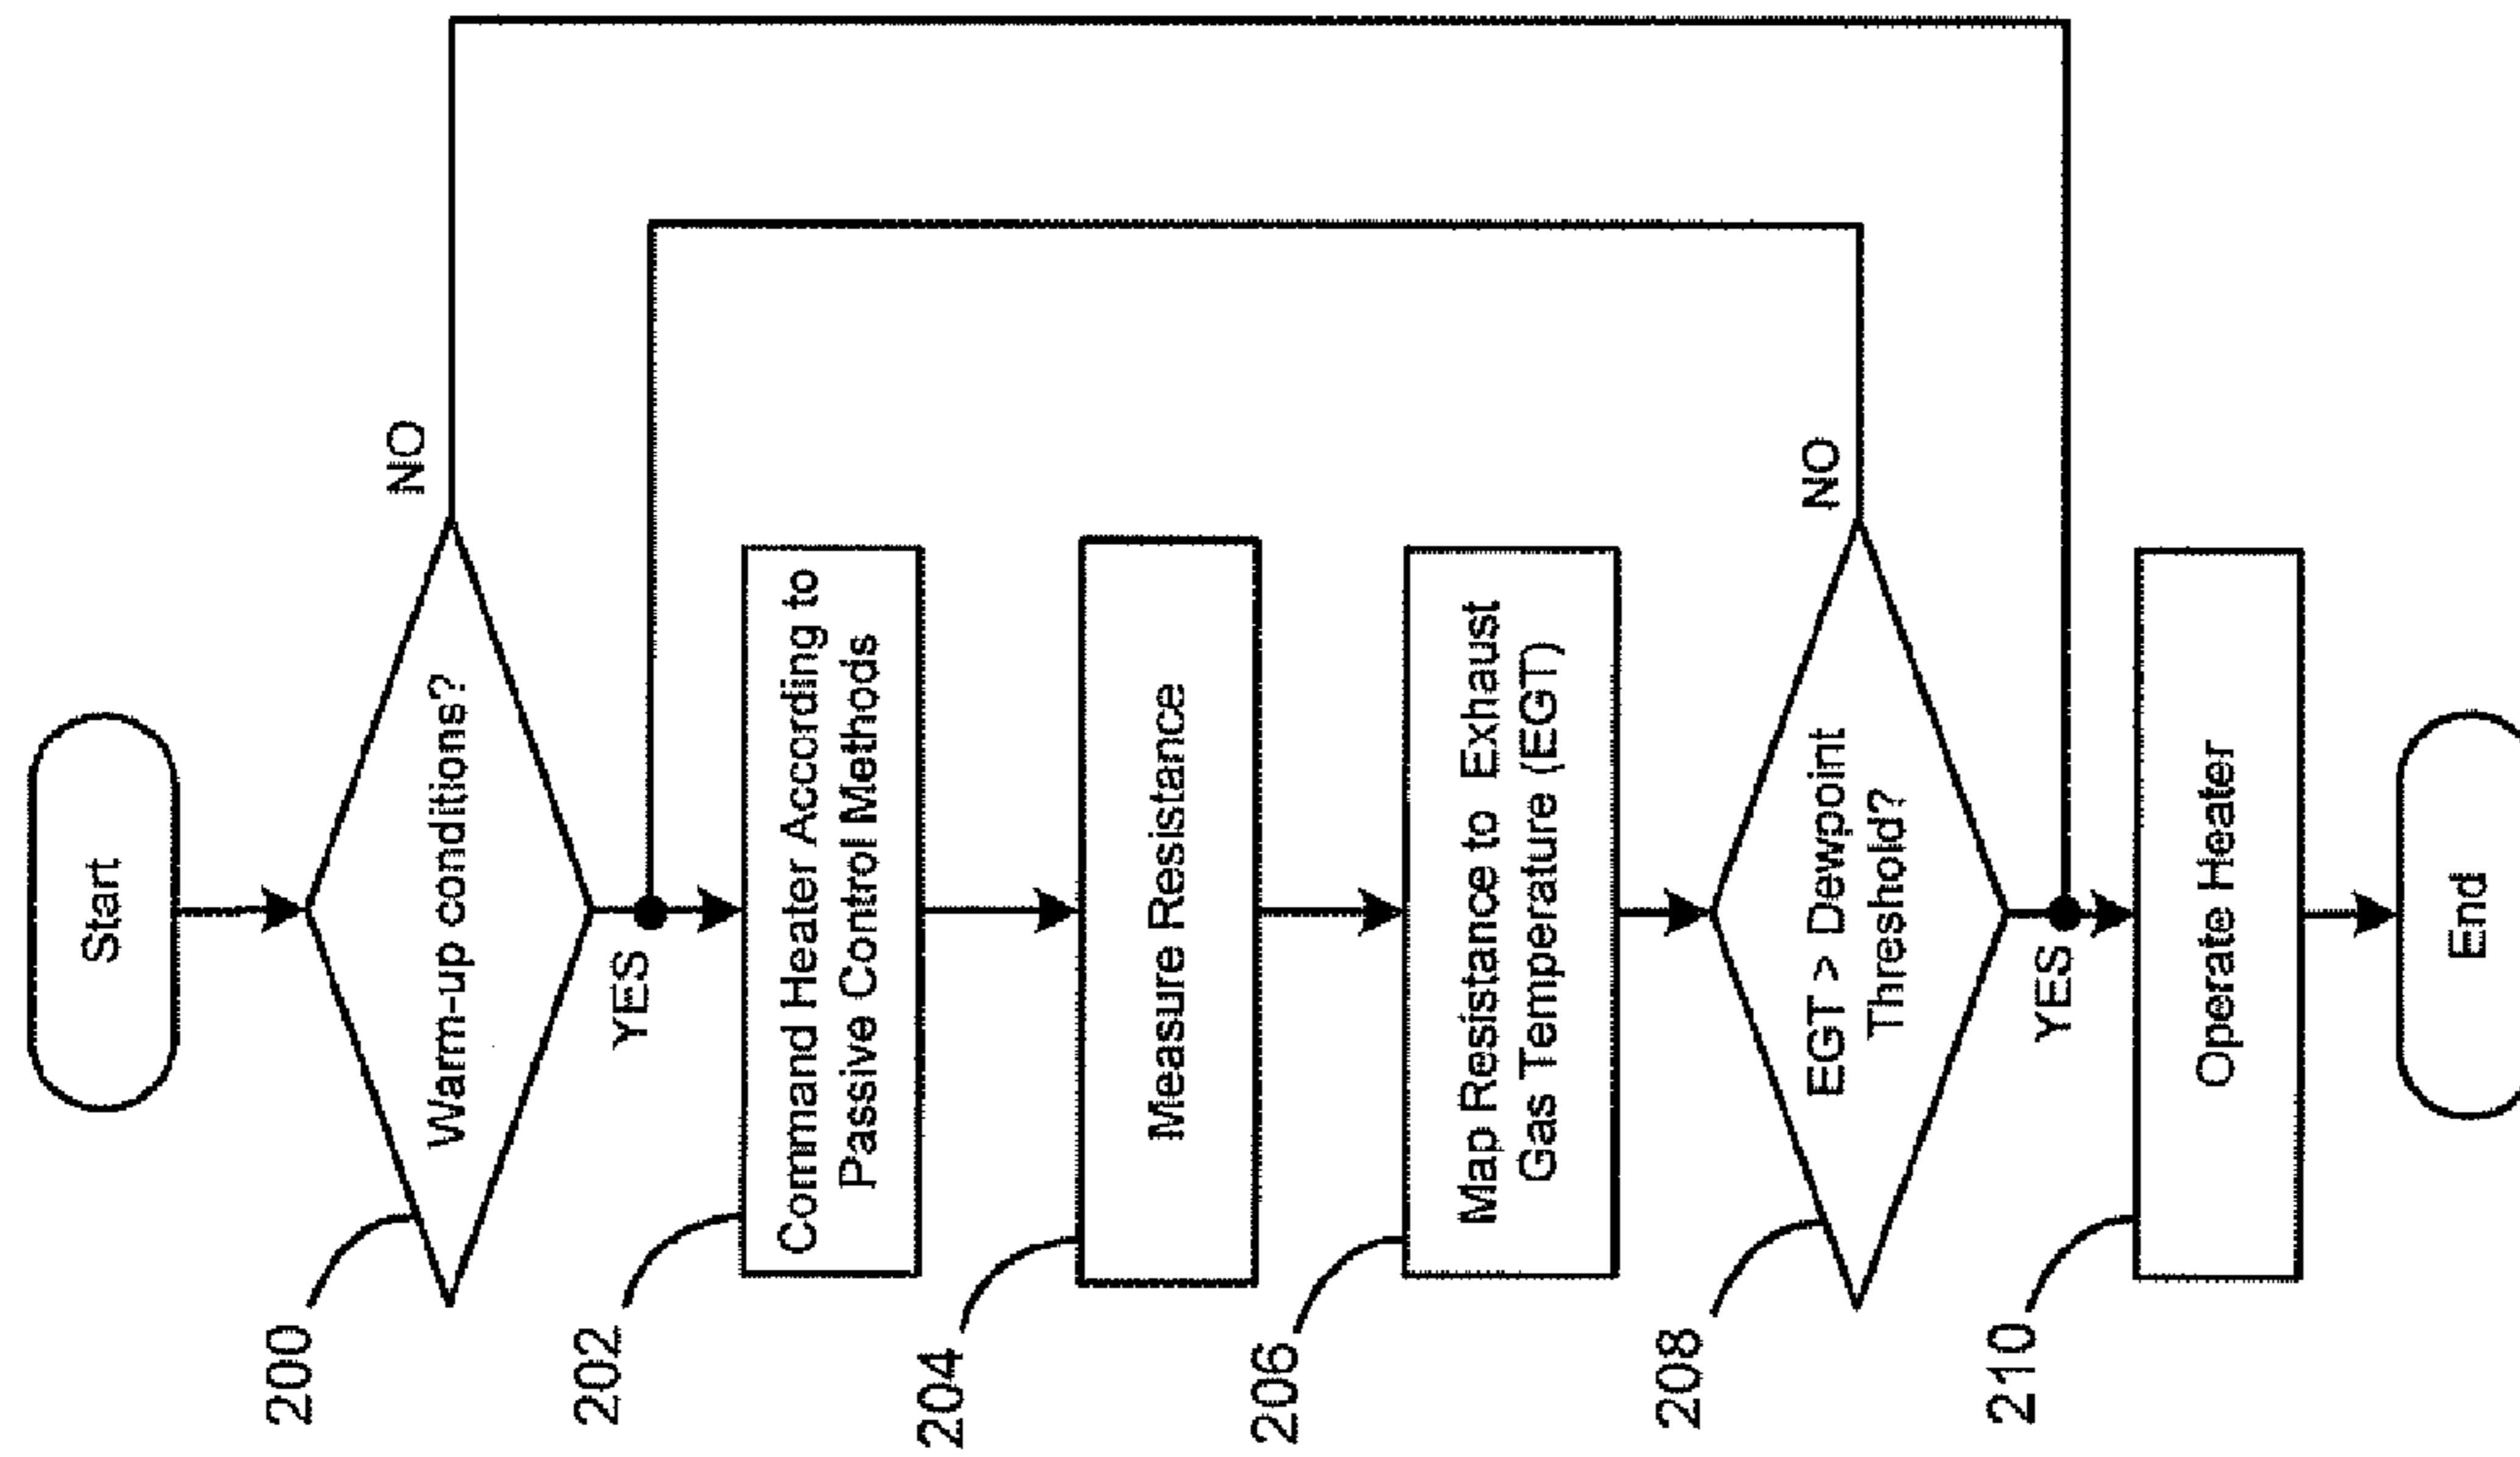 Start
200
Warm-up conditions?
NO
YES
202
Command Heater According to
Passive Control Methods
204
Measure Resistance
206
Map Resistance to Exhaust
Gas Temperature (EGT)
208
EGT > Dewpoint
Threshold?
NO
YES
210
Operate Heater
End